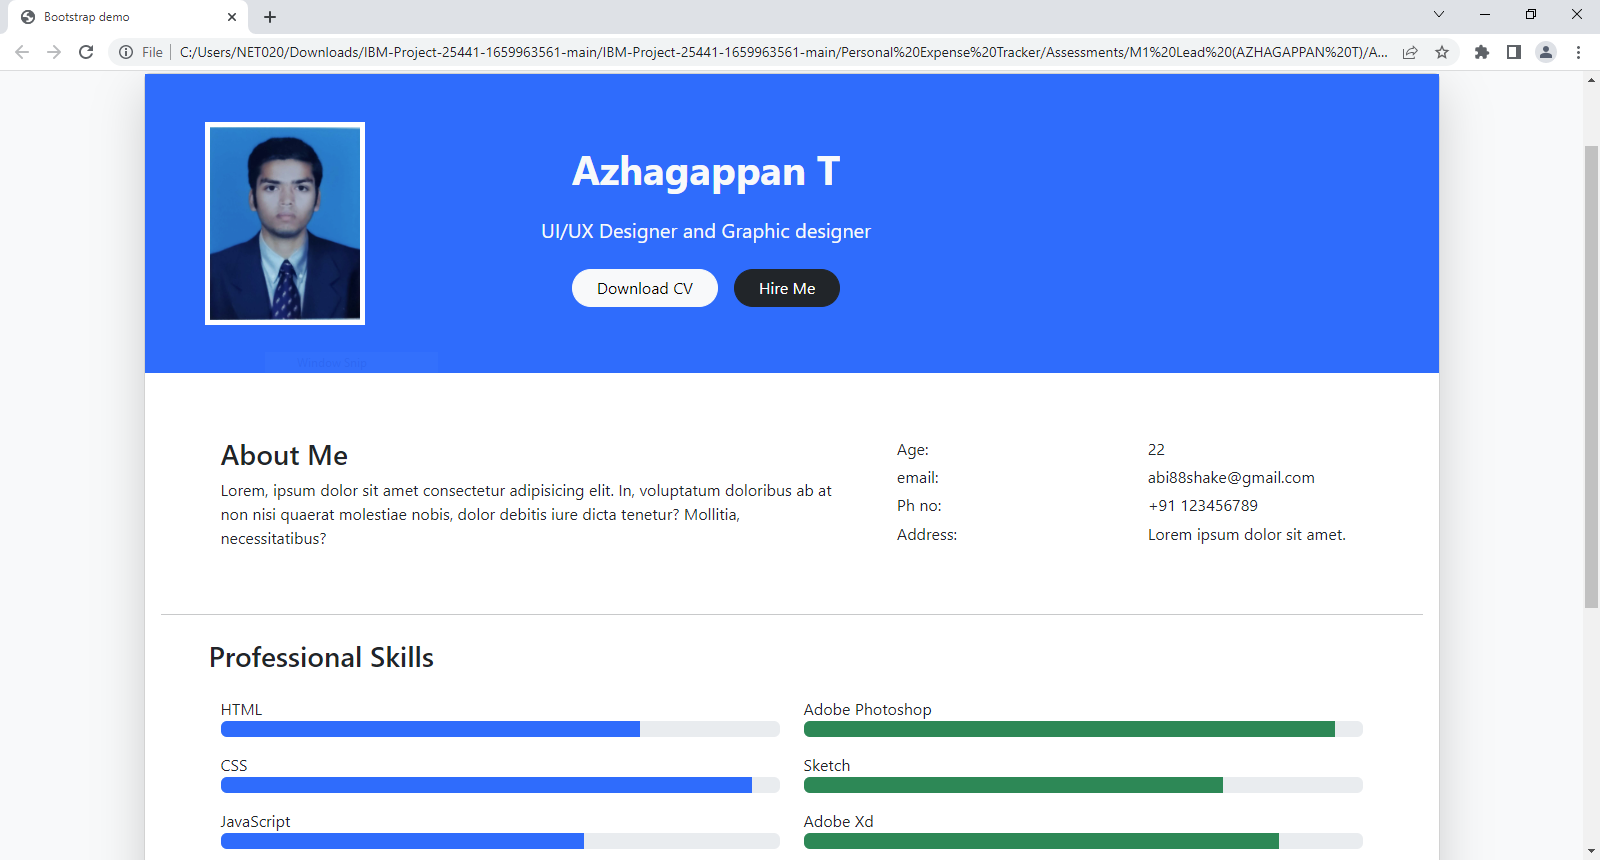 Bootstrap demo
File
C:/Users/NET020/Downloads/IBM-Project-25441-1659963561-main/IBM-Project-25441-1659963561-main/Personal%20Expense%20Tracker/Assessments/M1%20Lead%20(AZHAGAPPAN%20T)/A...
Azhagappan T
UI/UX Designer and Graphic designer
Download CV
Hire Me
Window Snip
About Me
Lorem, ipsum dolor sit amet consectetur adipisicing elit. In, voluptatum doloribus ab at
non nisi quaerat molestiae nobis, dolor debitis iure dicta tenetur? Mollitia,
necessitatibus?
Age: 22
email: abi88shake@gmail.com
Ph no: +91 123456789
Address: Lorem ipsum dolor sit amet.
Professional Skills
HTML
Adobe Photoshop
CSS
Sketch
JavaScript
Adobe Xd